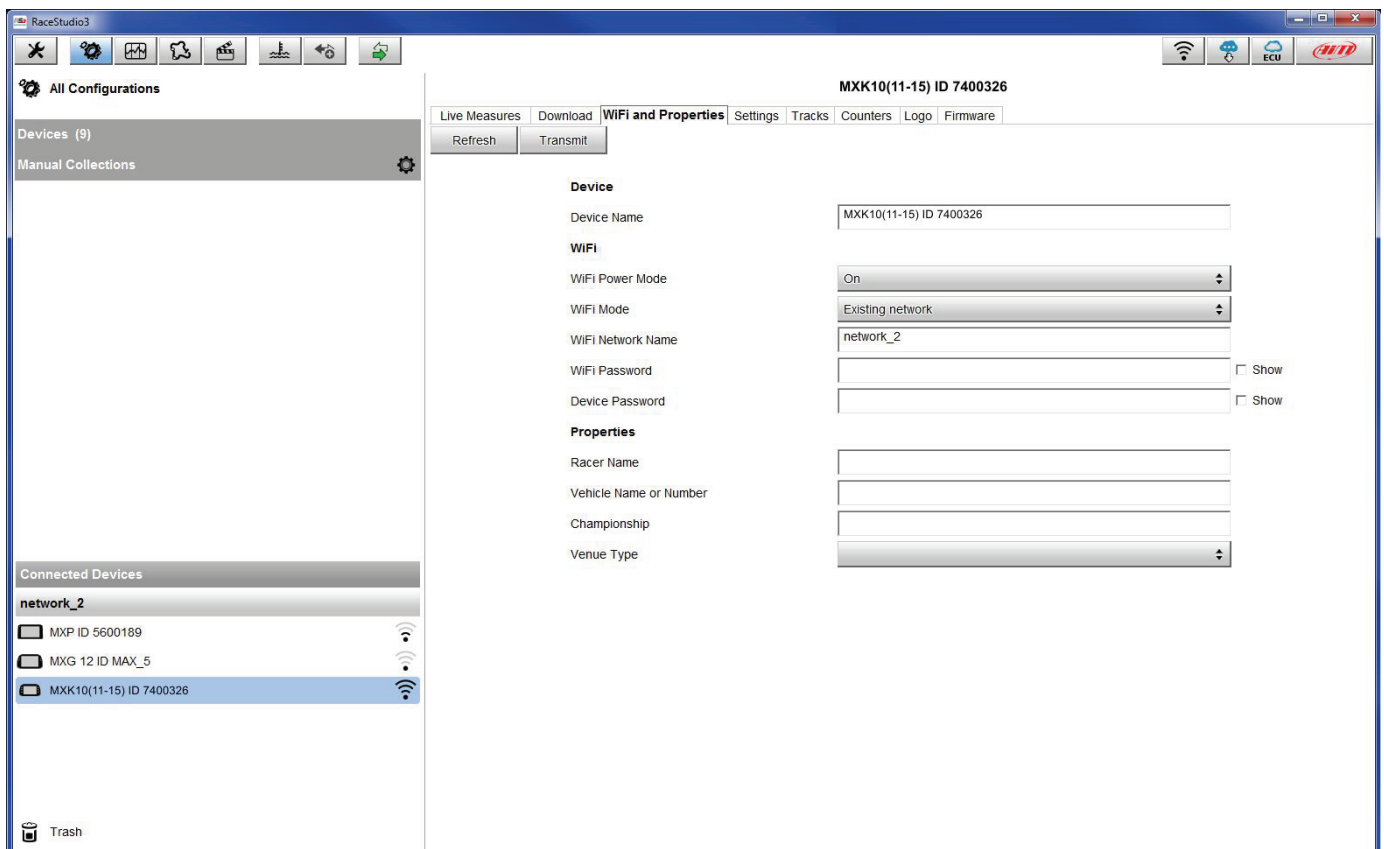 RaceStudio3
ECU
AiM
All Configurations
Devices (9)
Manual Collections
Connected Devices
network_2
MXP ID 5600189
MXG 12 ID MAX_5
MXK10(11-15) ID 7400326
Trash
MXK10(11-15) ID 7400326
Live Measures Download WiFi and Properties Settings Tracks Counters Logo Firmware
Refresh Transmit
Device
Device Name MXK10(11-15) ID 7400326
WiFi
WiFi Power Mode On
WiFi Mode Existing network
WiFi Network Name network_2
WiFi Password Show
Device Password Show
Properties
Racer Name
Vehicle Name or Number
Championship
Venue Type